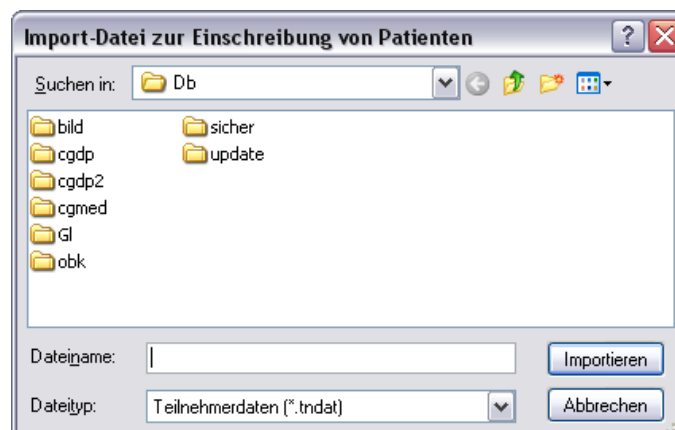 Import-Datei zur Einschreibung von Patienten
Suchen in: Db
bild sicher
cgdp update
cgdp2
cgmed
Gl
obk
Dateiname:
Importieren
Dateityp: Teilnehmerdaten (*.tndat)
Abbrechen